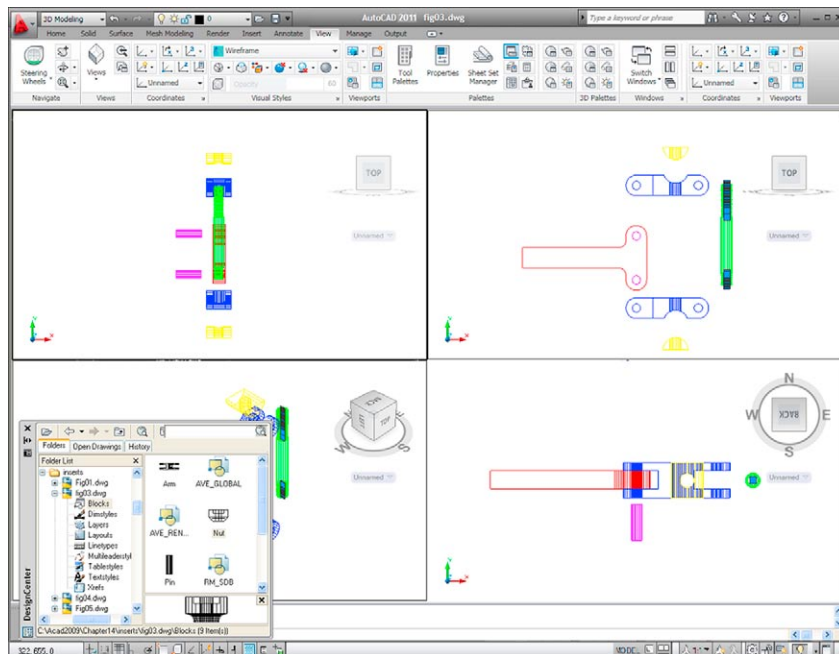 3D Modeling
AutoCAD 2011 fig03.dwg
Type a keyword or phrase
Home Solid Surface Mesh Modeling Render Insert Annotate View Manage Output
Wireframe
Steering Wheels
Views
Unnamed
Opacity 60
Tool Palettes
Properties
Sheet Set Manager
Switch Windows
Unnamed
Navigate Views Coordinates Visual Styles Viewports Palettes 3D Palettes Windows Coordinates Viewports
TOP
Unnamed
TOP
Unnamed
Y
X
Y
X
TOP
W
S
E
Unnamed
N
W BACK E
S
Unnamed
Y
X
Folders Open Drawings History
Folder List
inserts
Fig01.dwg
fig03.dwg
Blocks
Dimstyles
Layers
Layouts
Linetypes
Multileaderstyl
Tablestyles
Textstyles
Xrefs
fig04.dwg
Fig05.dwg
Arm AVE_GLOBAL
AVE_REN... Nut
Pin RM_SDB
DesignCenter
C:\Acad2009\Chapter14\inserts\fig03.dwg\Blocks (9 Item(s))